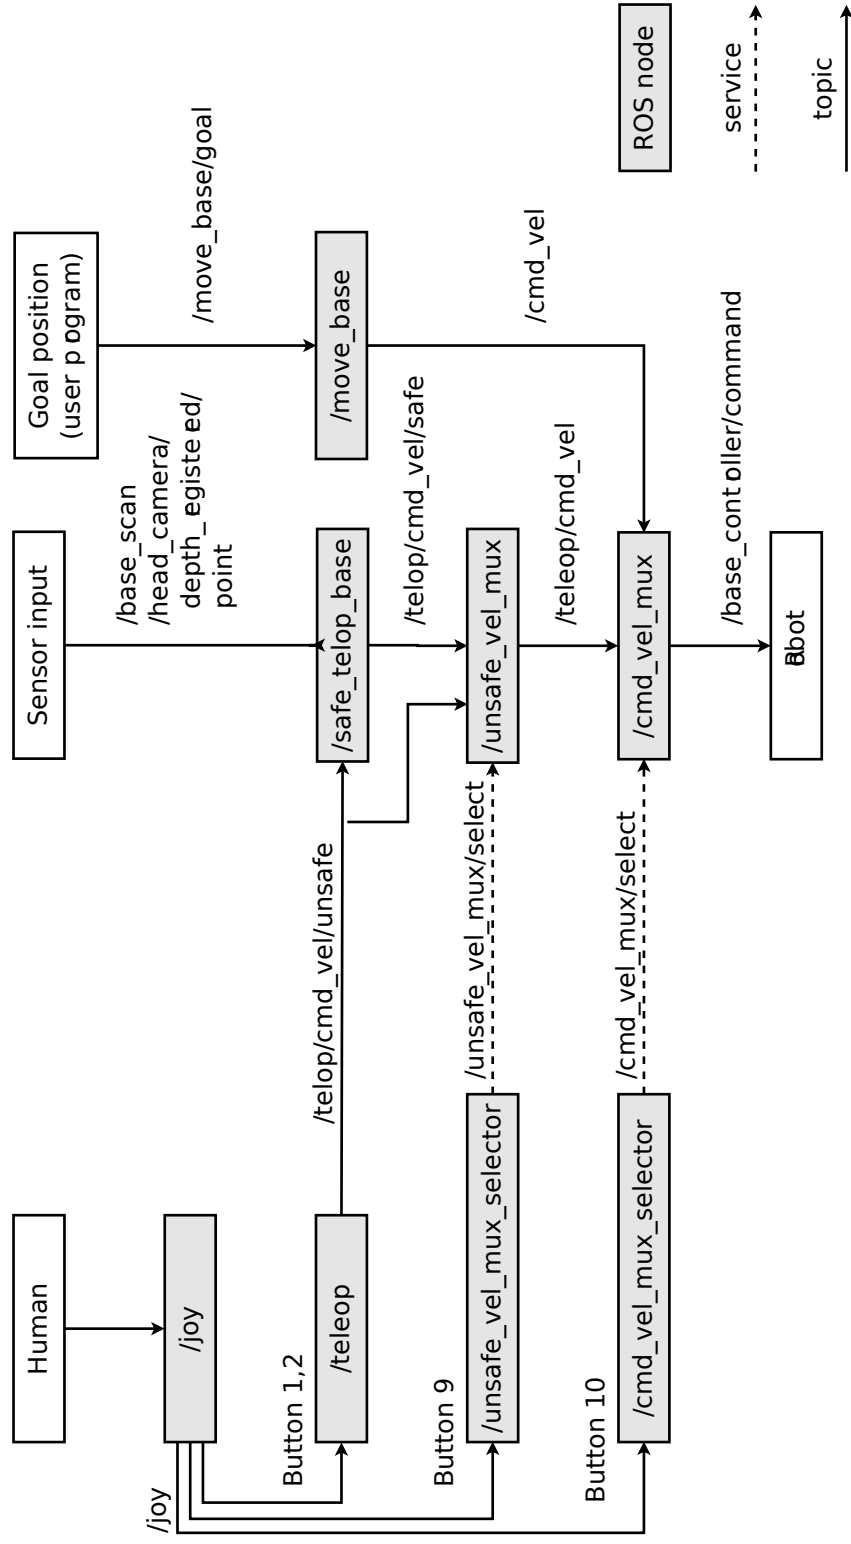 Human
/joy
/joy
Button 1,2
/teleop
Button 9
/unsafe_vel_mux_selector
Button 10
/cmd_vel_mux_selector
/telop/cmd_vel/unsafe
/unsafe_vel_mux/select
/cmd_vel_mux/select
Sensor input
/base_scan
/head_camera/
depth_registered/
point
/safe_telop_base
/telop/cmd_vel/safe
/unsafe_vel_mux
/teleop/cmd_vel
/cmd_vel_mux
/base_controller/command
Robot
Goal position
(user program)
/move_base/goal
/move_base
/cmd_vel
ROS node
service
topic